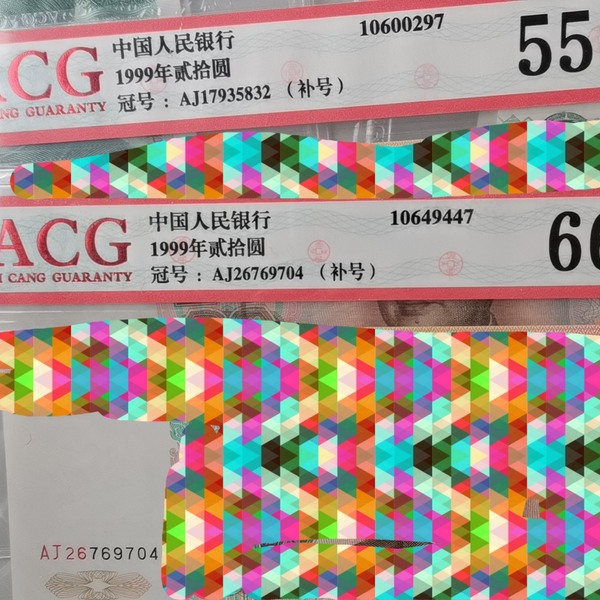 ACG
NG GUARANTY
中国人民银行
1999年贰拾圆
冠号：AJ17935832（补号）
10600297
55
ACG
CANG GUARANTY
中国人民银行
1999年贰拾圆
冠号：AJ26769704（补号）
10649447
66
AJ26769704